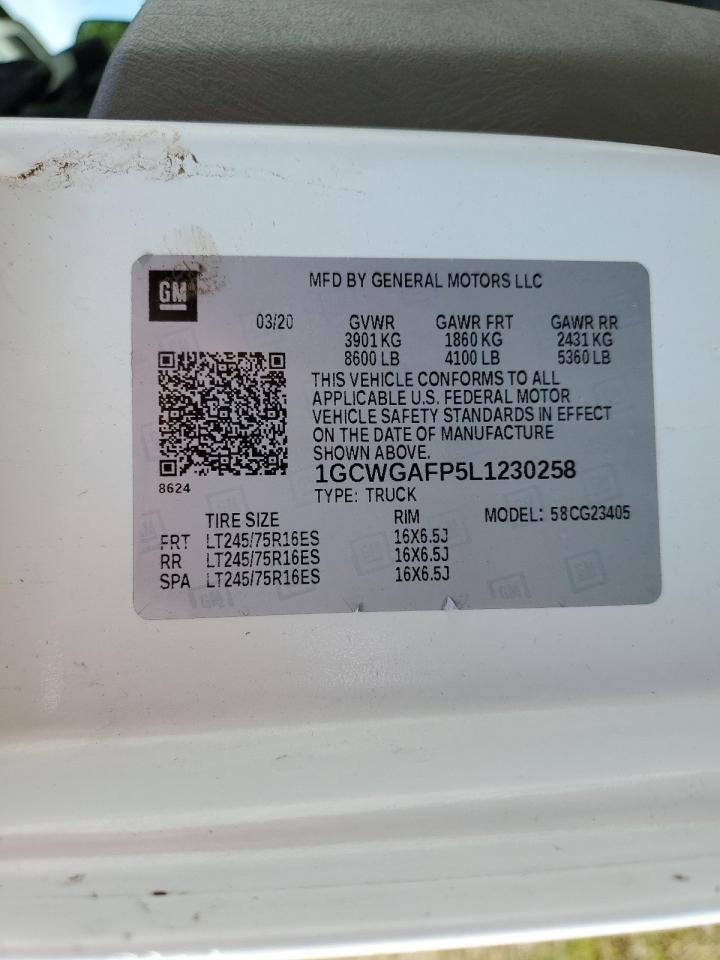 GM
MFD BY GENERAL MOTORS LLC
03/20 GVWR GAWR FRT GAWR RR
3901 KG 1860 KG 2431 KG
8600 LB 4100 LB 5360 LB
THIS VEHICLE CONFORMS TO ALL
APPLICABLE U.S. FEDERAL MOTOR
VEHICLE SAFETY STANDARDS IN EFFECT
ON THE DATE OF MANUFACTURE
SHOWN ABOVE.
1GCWGAFP5L1230258
8624
TYPE: TRUCK
TIRE SIZE RIM MODEL: 58CG23405
FRT LT245/75R16ES 16X6.5J
RR LT245/75R16ES 16X6.5J
SPA LT245/75R16ES 16X6.5J